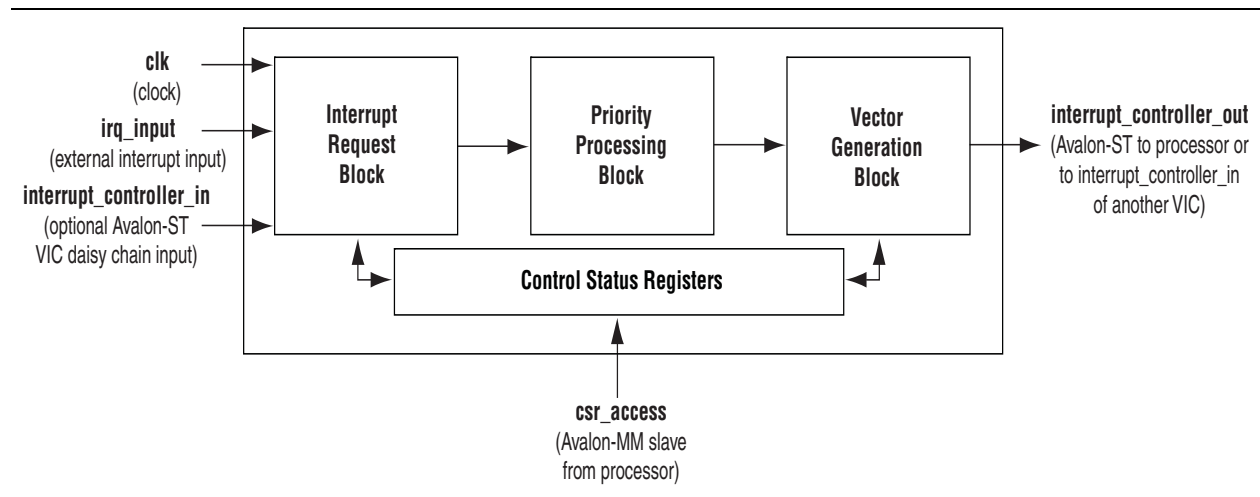 clk
(clock)
irq_input
(external interrupt input)
interrupt_controller_in
(optional Avalon-ST
VIC daisy chain input)
Interrupt
Request
Block
Priority
Processing
Block
Vector
Generation
Block
interrupt_controller_out
(Avalon-ST to processor or
to interrupt_controller_in
of another VIC)
Control Status Registers
csr_access
(Avalon-MM slave
from processor)